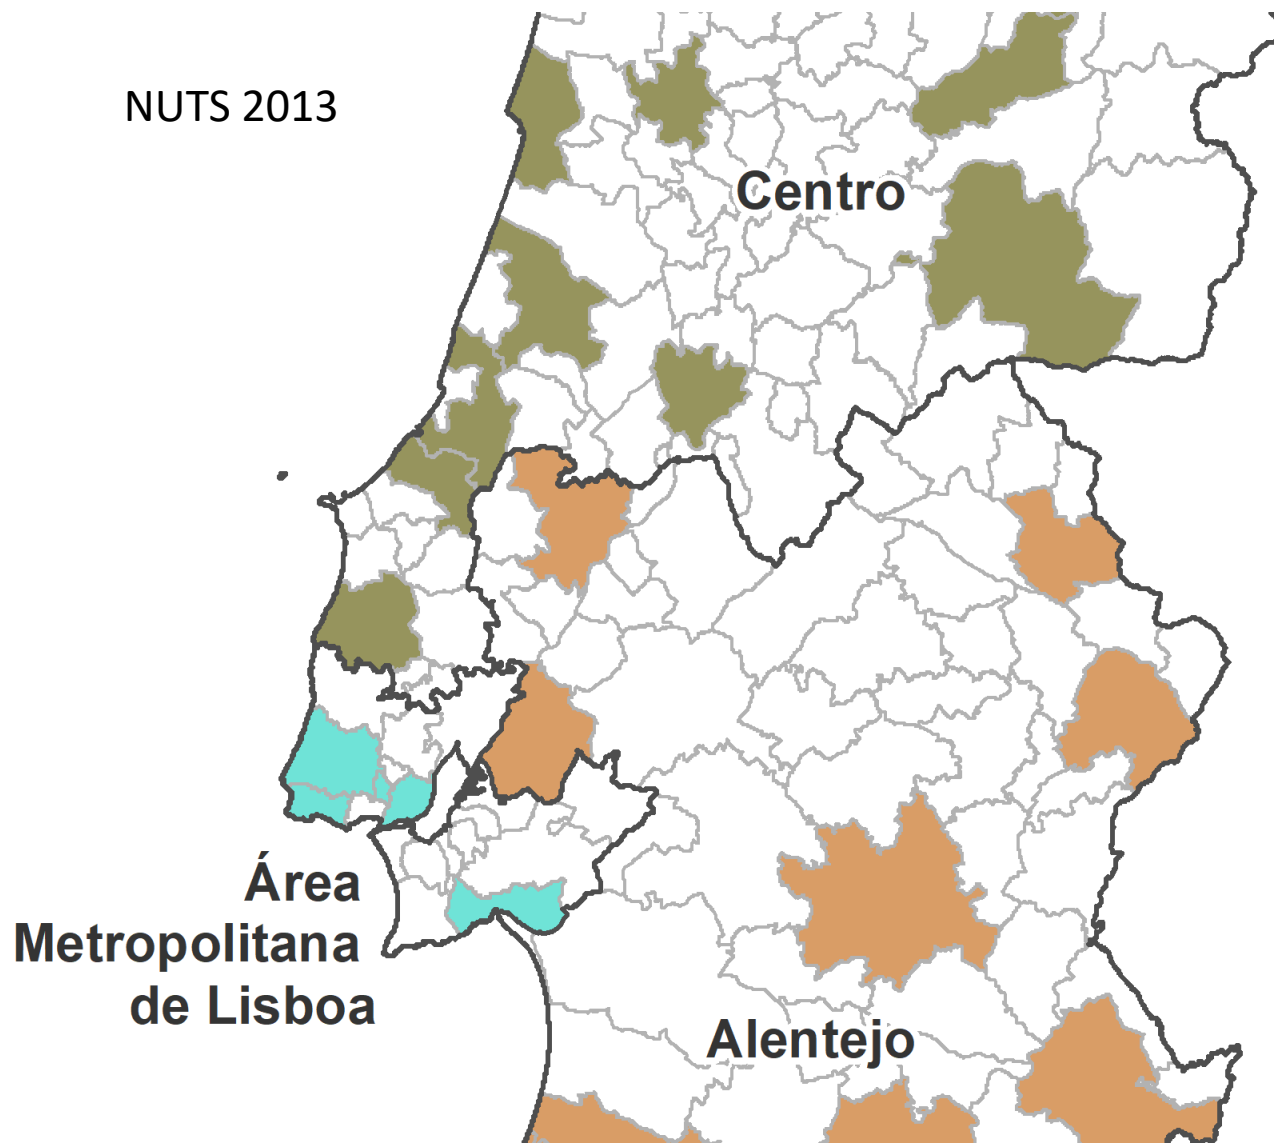 NUTS 2013
Centro
Área
Metropolitana
de Lisboa
Alentejo